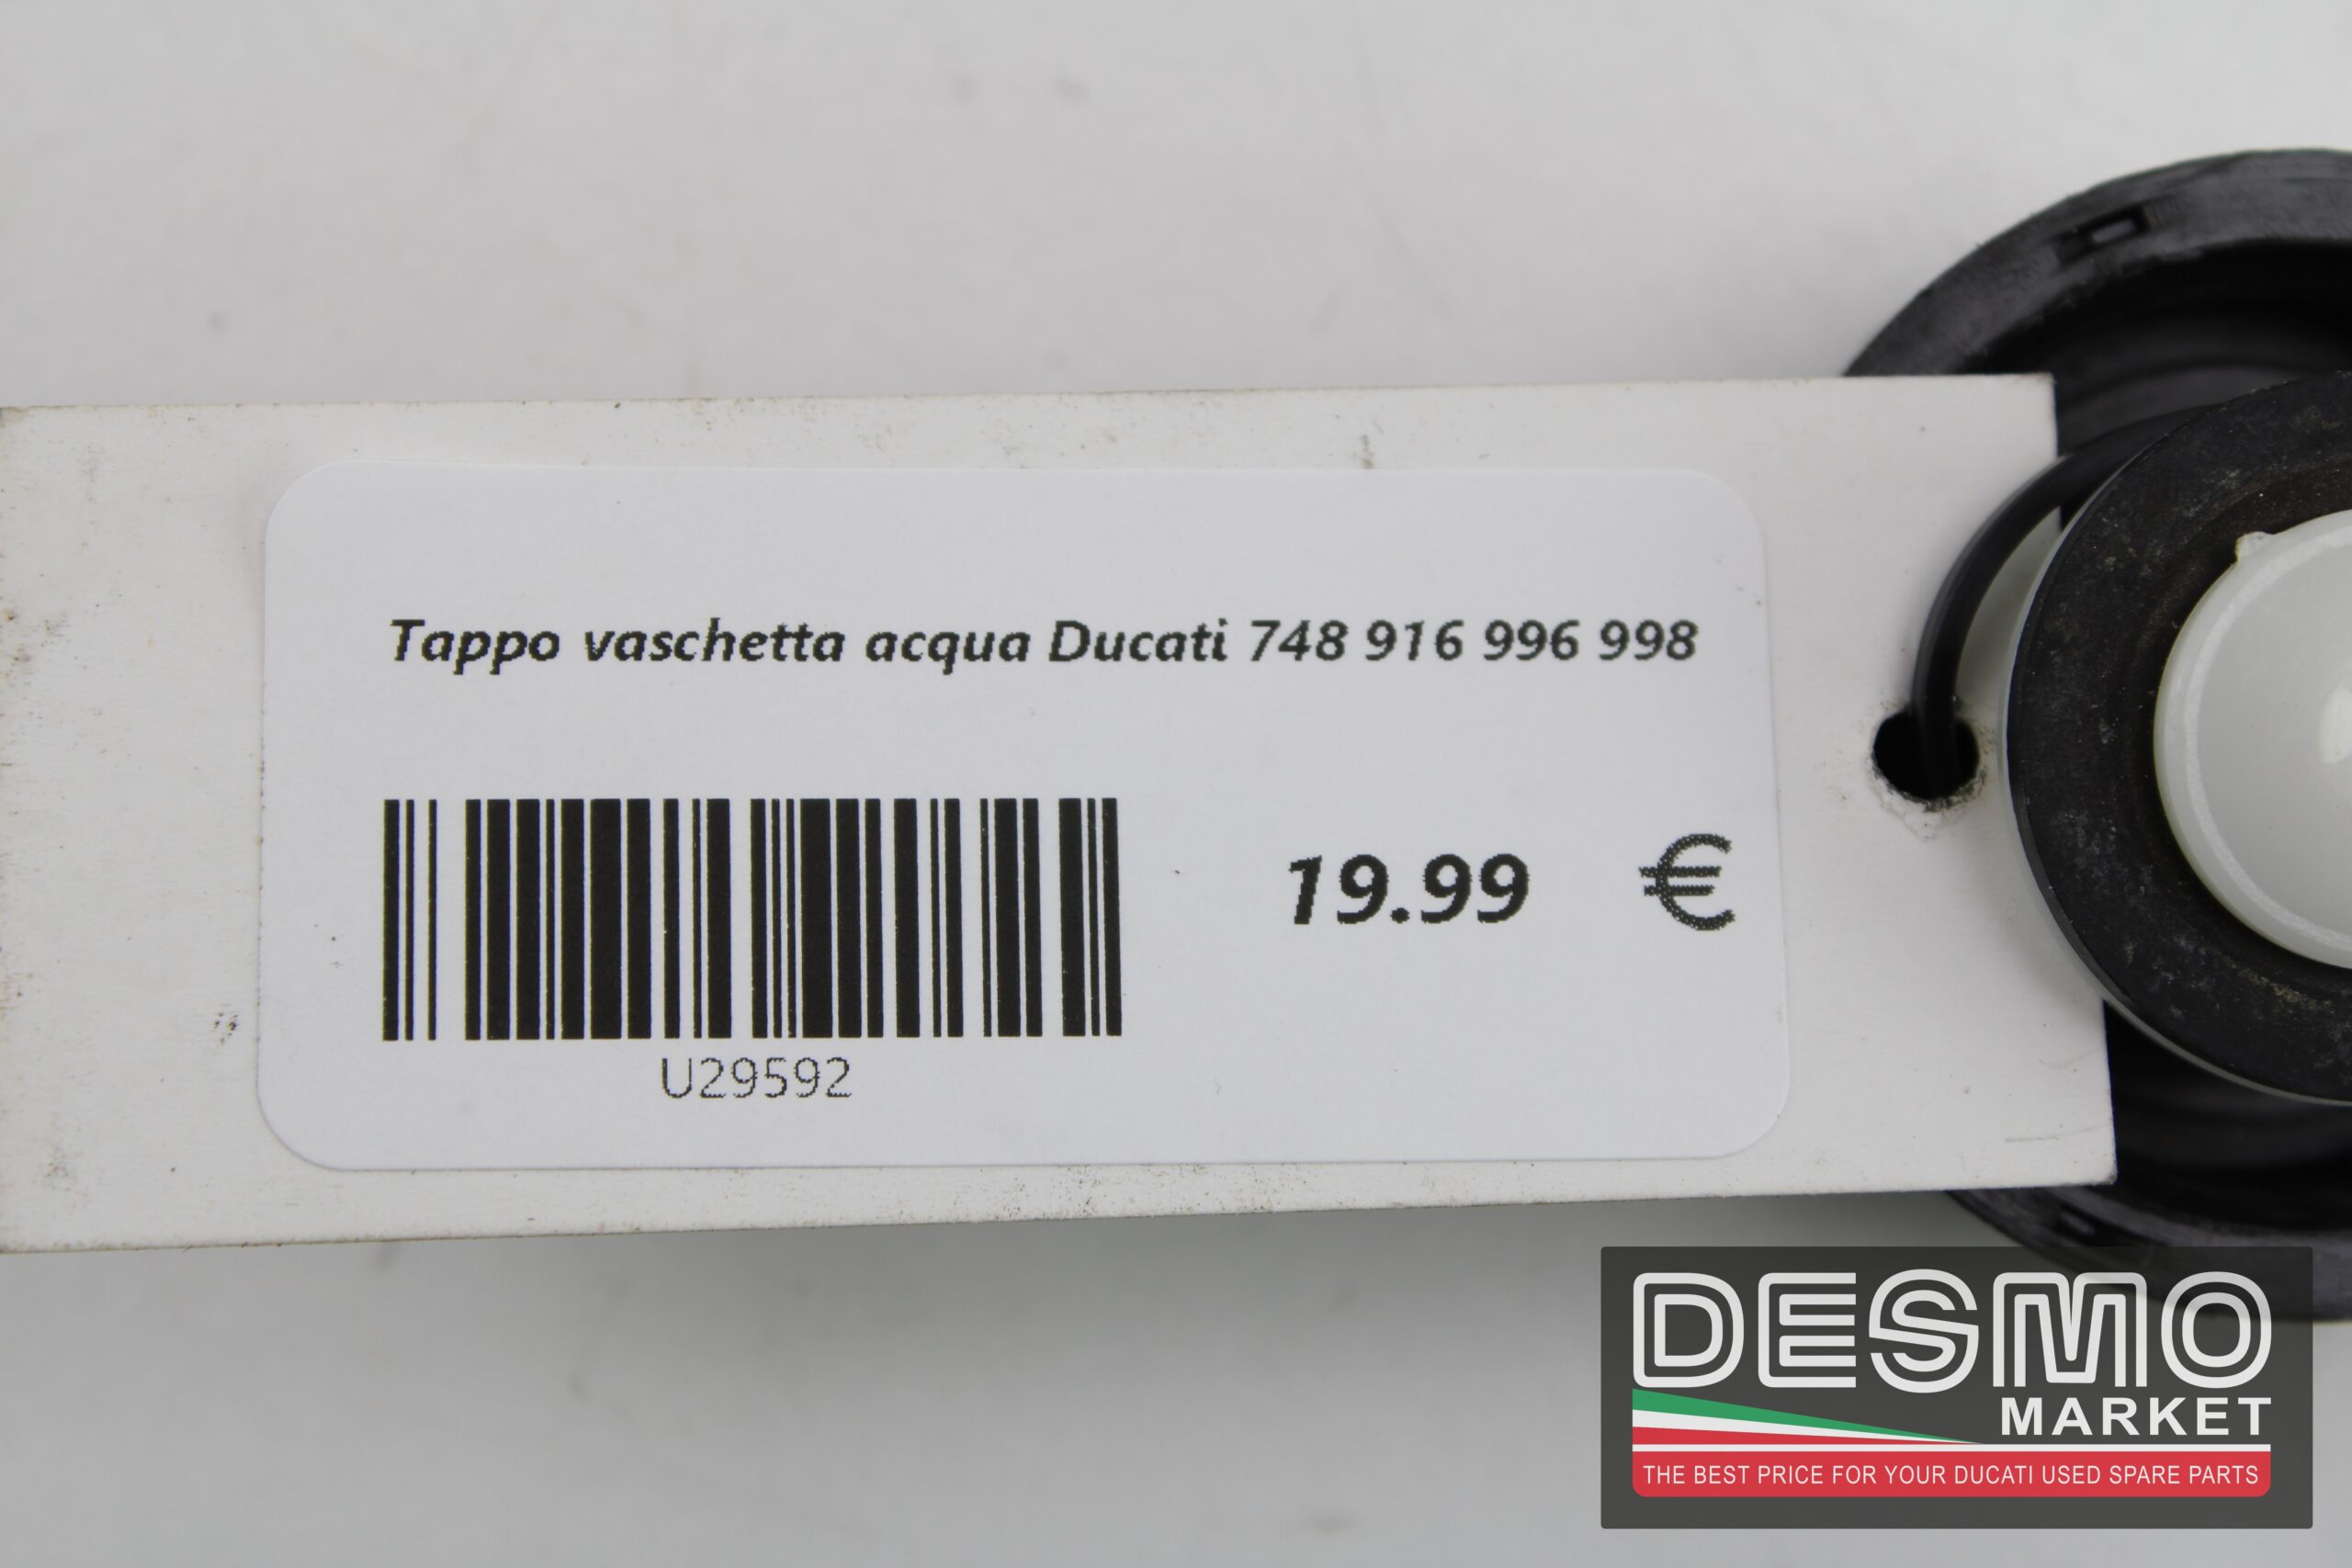 Tappo vaschetta acqua Ducati 748 916 996 998
19.99 €
U29592
DESMO
MARKET
THE BEST PRICE FOR YOUR DUCATI USED SPARE PARTS